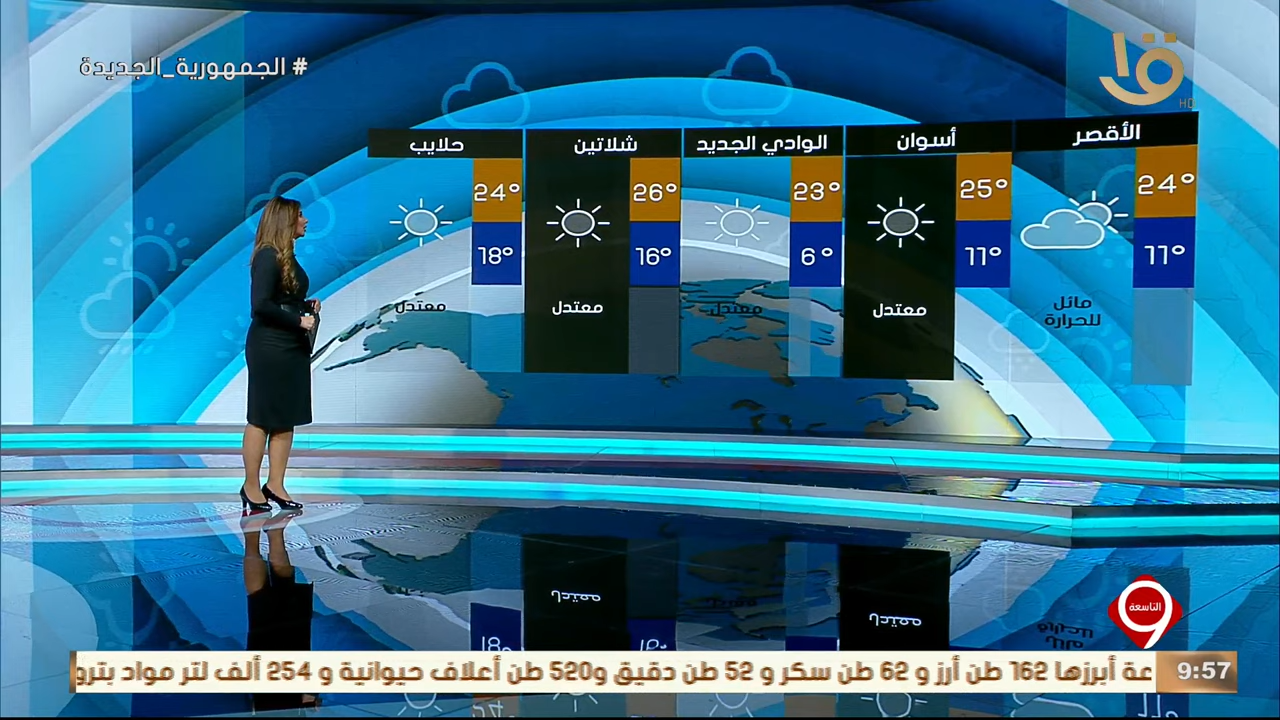 # الجمهورية_الجديدة
HD
الأقصر
24°
11°
مائل
للحرارة
أسوان
25°
11°
معتدل
الوادي الجديد
23°
6°
معتدل
شلاتين
26°
16°
معتدل
حلايب
24°
18°
معتدل
التاسعة
9
9:57
عة أبرزها 162 طن أرز و 62 طن سكر و 52 طن دقيق و520 طن أعلاف حيوانية و 254 ألف لتر مواد بترو